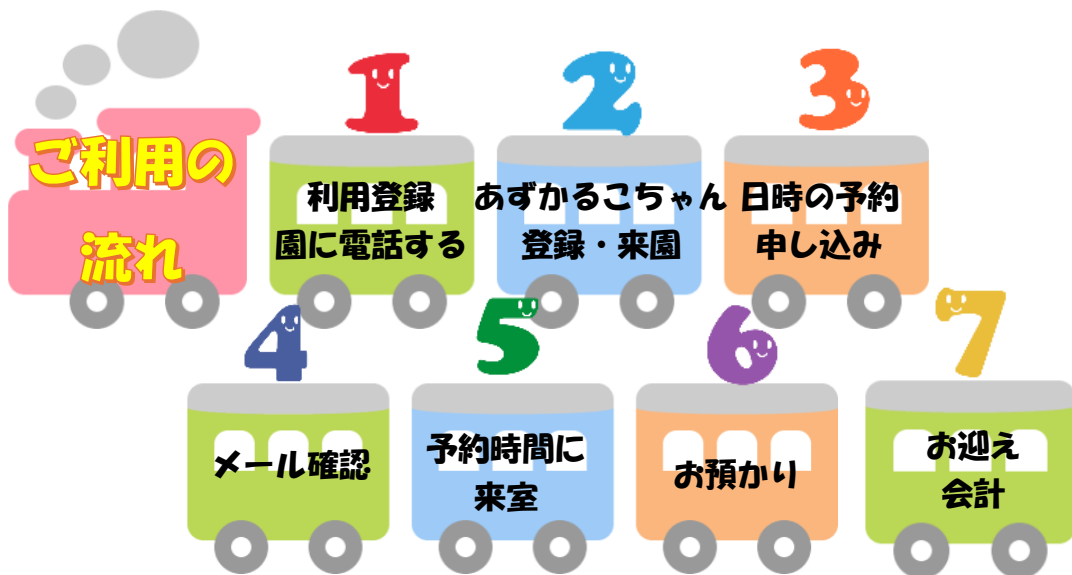 ご利用の
流れ
1
利用登録
園に電話する
2
あずかるこちゃん
登録・来園
3
日時の予約
申し込み
4
メール確認
5
予約時間に
来室
6
お預かり
7
お迎え
会計